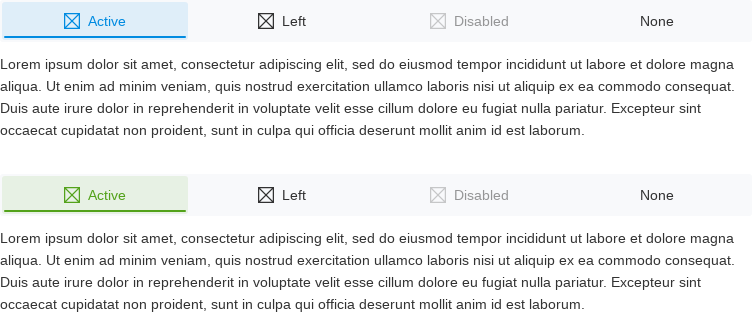 Active
Left
Disabled
None
Lorem ipsum dolor sit amet, consectetur adipiscing elit, sed do eiusmod tempor incididunt ut labore et dolore magna
aliqua. Ut enim ad minim veniam, quis nostrud exercitation ullamco laboris nisi ut aliquip ex ea commodo consequat.
Duis aute irure dolor in reprehenderit in voluptate velit esse cillum dolore eu fugiat nulla pariatur. Excepteur sint
occaecat cupidatat non proident, sunt in culpa qui officia deserunt mollit anim id est laborum.
Active
Left
Disabled
None
Lorem ipsum dolor sit amet, consectetur adipiscing elit, sed do eiusmod tempor incididunt ut labore et dolore magna
aliqua. Ut enim ad minim veniam, quis nostrud exercitation ullamco laboris nisi ut aliquip ex ea commodo consequat.
Duis aute irure dolor in reprehenderit in voluptate velit esse cillum dolore eu fugiat nulla pariatur. Excepteur sint
occaecat cupidatat non proident, sunt in culpa qui officia deserunt mollit anim id est laborum.